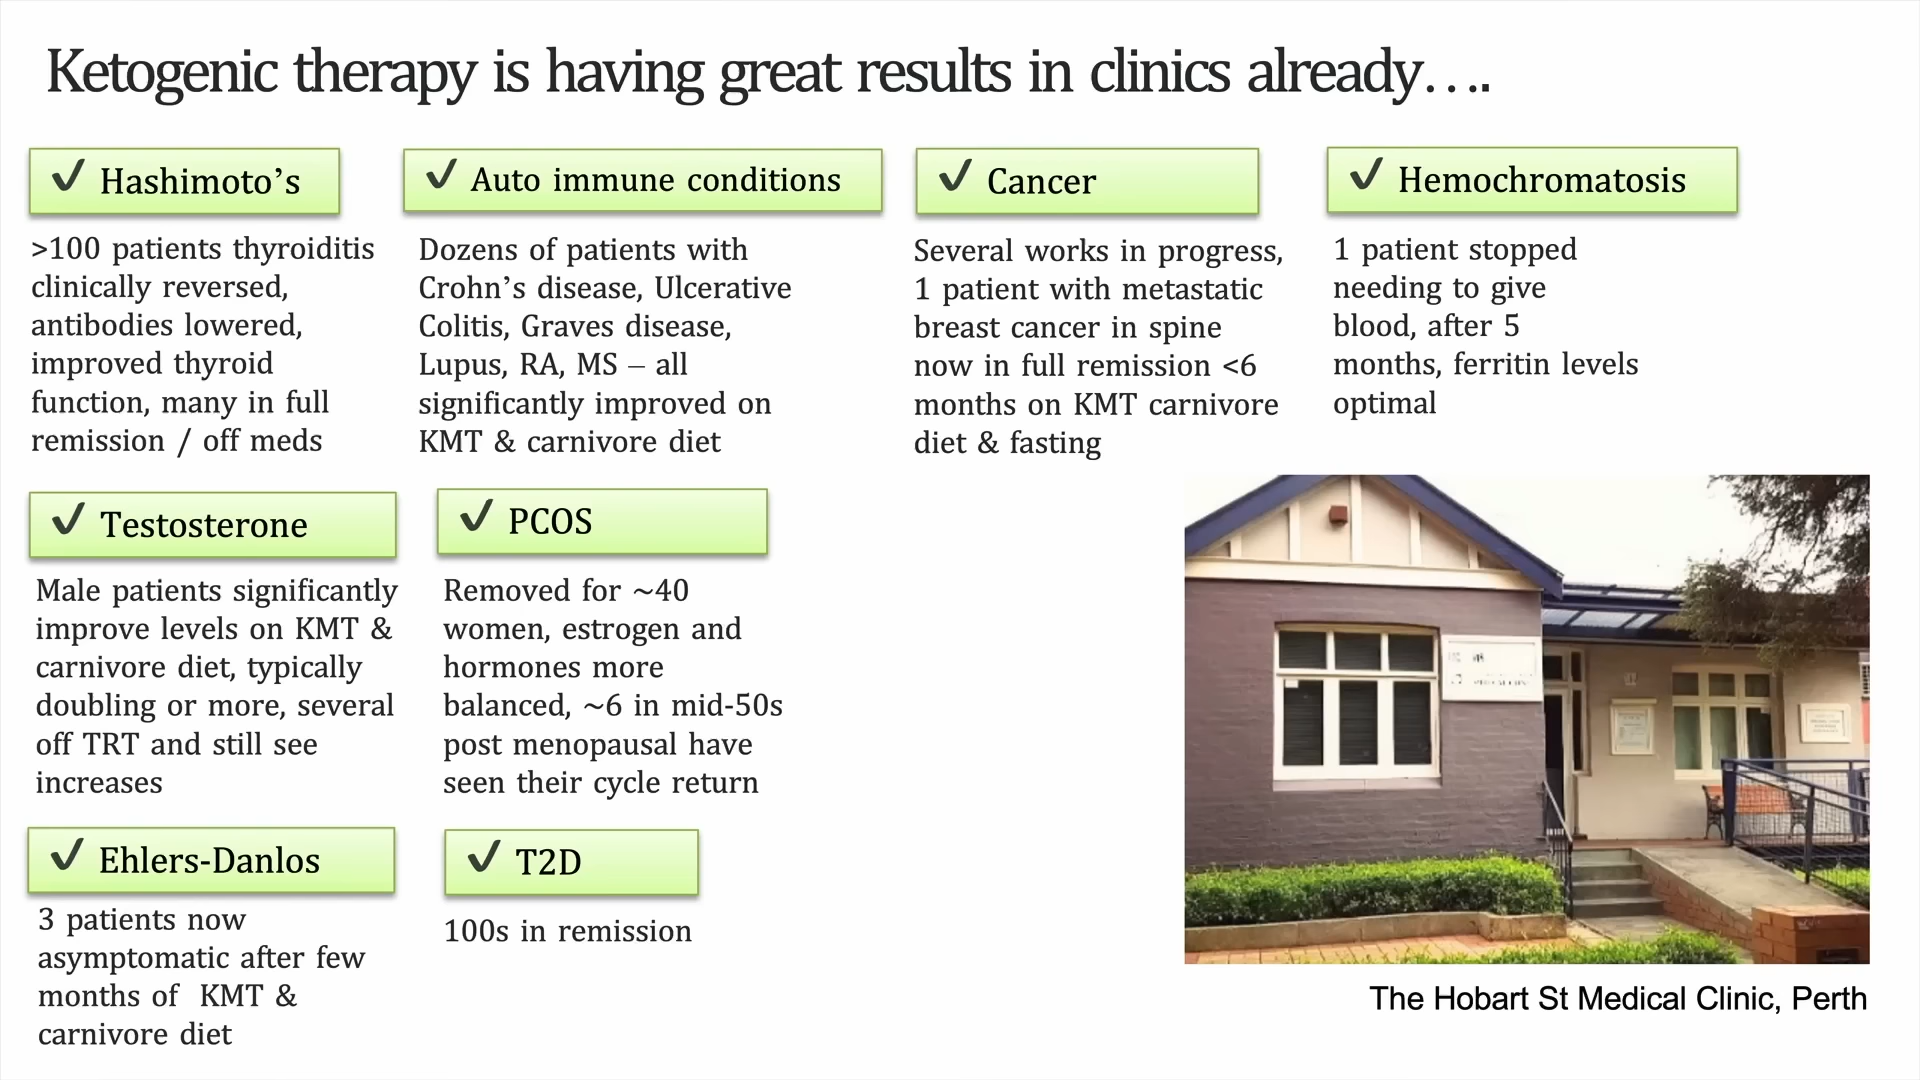 Ketogenic therapy is having great results in clinics already….
✓ Hashimoto’s
>100 patients thyroiditis
clinically reversed,
antibodies lowered,
improved thyroid
function, many in full
remission / off meds
✓ Auto immune conditions
Dozens of patients with
Crohn’s disease, Ulcerative
Colitis, Graves disease,
Lupus, RA, MS – all
significantly improved on
KMT & carnivore diet
✓ Cancer
Several works in progress,
1 patient with metastatic
breast cancer in spine
now in full remission <6
months on KMT carnivore
diet & fasting
✓ Hemochromatosis
1 patient stopped
needing to give
blood, after 5
months, ferritin levels
optimal
✓ Testosterone
Male patients significantly
improve levels on KMT &
carnivore diet, typically
doubling or more, several
off TRT and still see
increases
✓ PCOS
Removed for ~40
women, estrogen and
hormones more
balanced, ~6 in mid-50s
post menopausal have
seen their cycle return
✓ Ehlers-Danlos
3 patients now
asymptomatic after few
months of KMT &
carnivore diet
✓ T2D
100s in remission
The Hobart St Medical Clinic, Perth